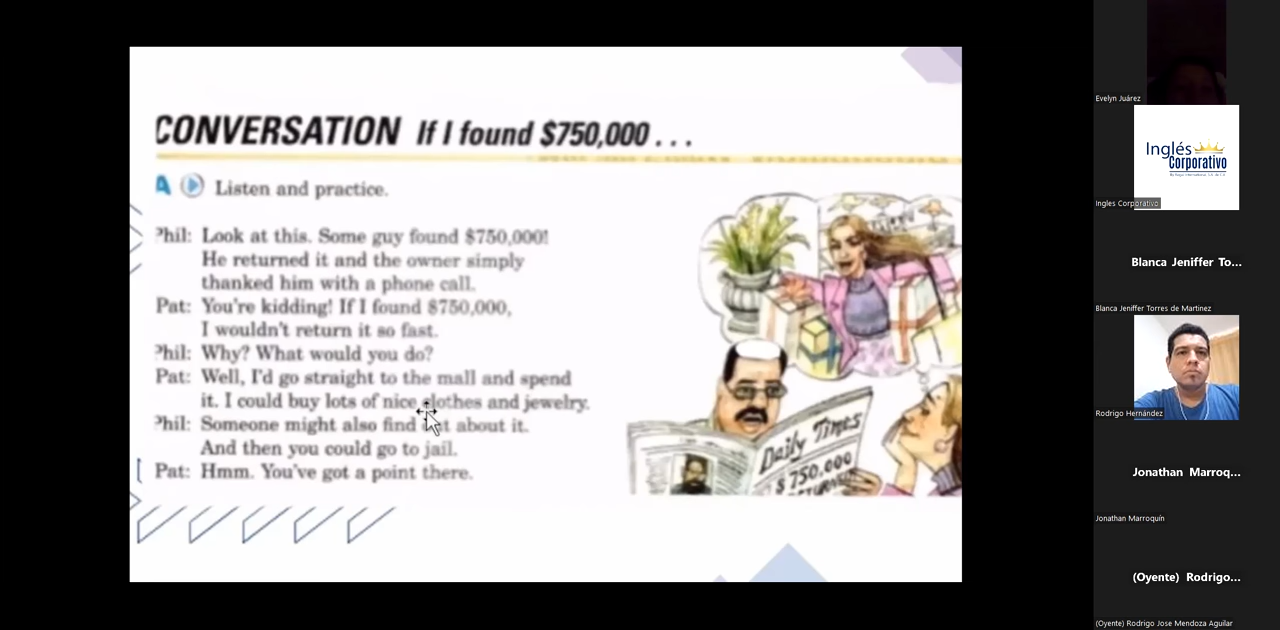 CONVERSATION If I found $750,000 . . .
A Listen and practice.
Phil: Look at this. Some guy found $750,000!
He returned it and the owner simply
thanked him with a phone call.
Pat: You're kidding! If I found $750,000,
I wouldn't return it so fast.
Phil: Why? What would you do?
Pat: Well, I'd go straight to the mall and spend
it. I could buy lots of nice clothes and jewelry.
Phil: Someone might also find out about it.
And then you could go to jail.
Pat: Hmm. You've got a point there.
Daily Times
$750,000
Evelyn Juárez
Inglés
Corporativo
Ingles Corporativo
Blanca Jeniffer To...
Blanca Jeniffer Torres de Martinez
Rodrigo Hernández
Jonathan Marroq...
Jonathan Marroquín
(Oyente) Rodrigo...
(Oyente) Rodrigo Jose Mendoza Aguilar